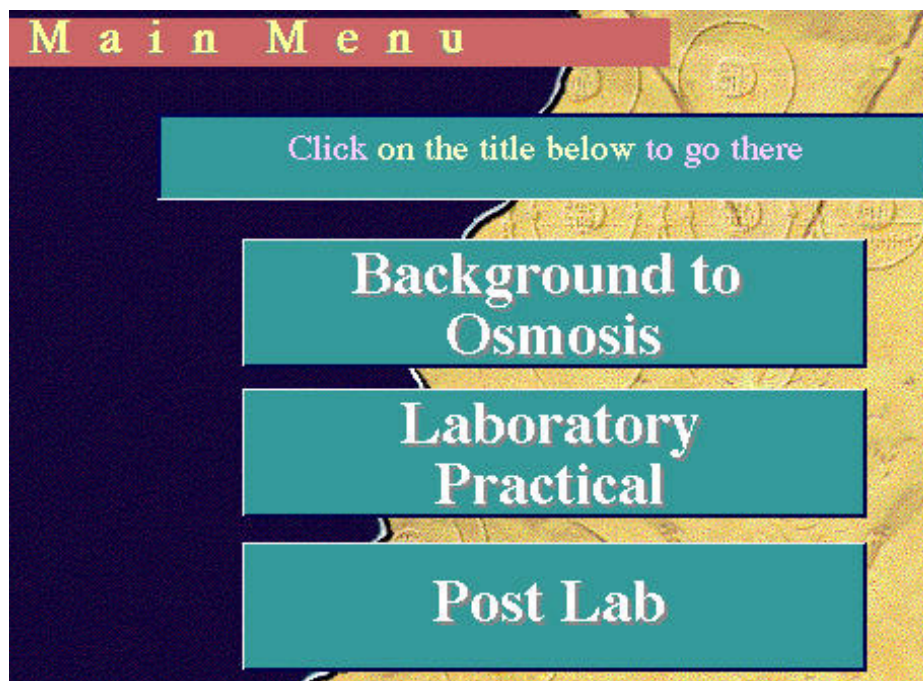 Main Menu
Click on the title below to go there
Background to
Osmosis
Laboratory
Practical
Post Lab